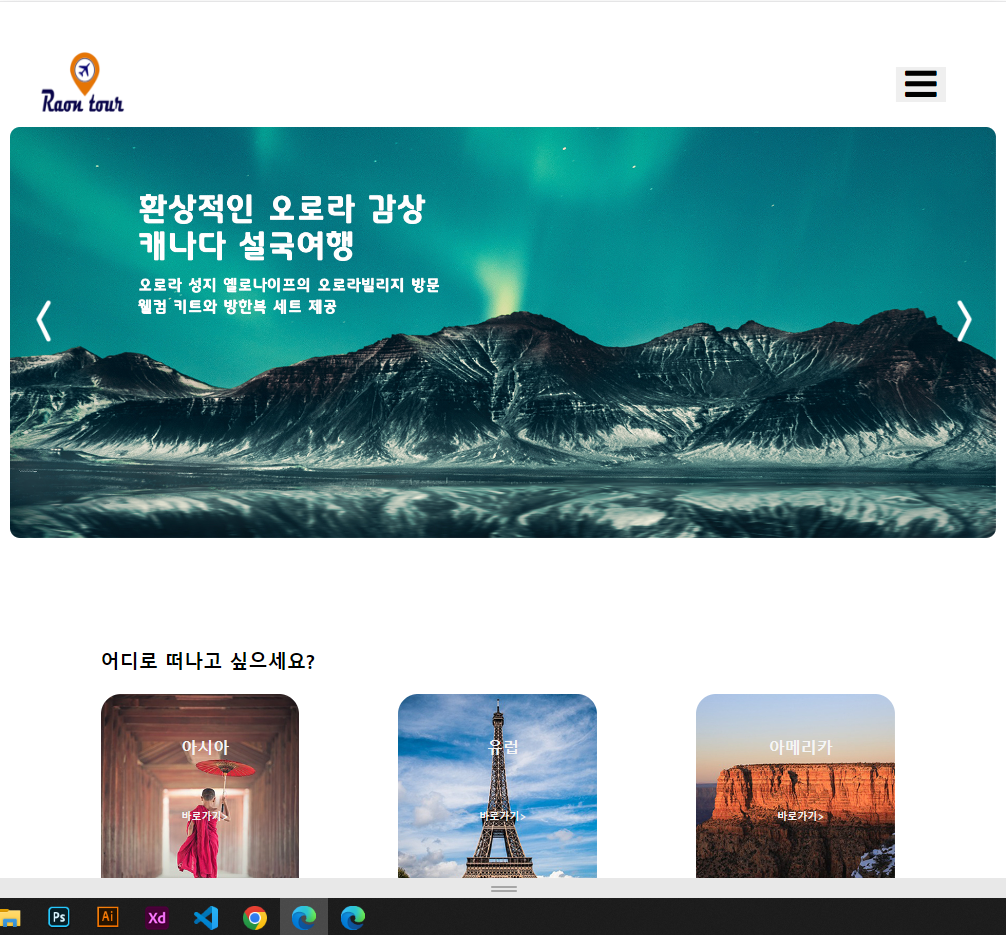 Raon tour
환상적인 오로라 감상
캐나다 설국여행
오로라 성지 옐로나이프의 오로라빌리지 방문
웰컴 키트와 방한복 세트 제공
어디로 떠나고 싶으세요?
아시아
유럽
아메리카
바로가기>
바로가기>
바로가기>
Ps
Ai
Xd